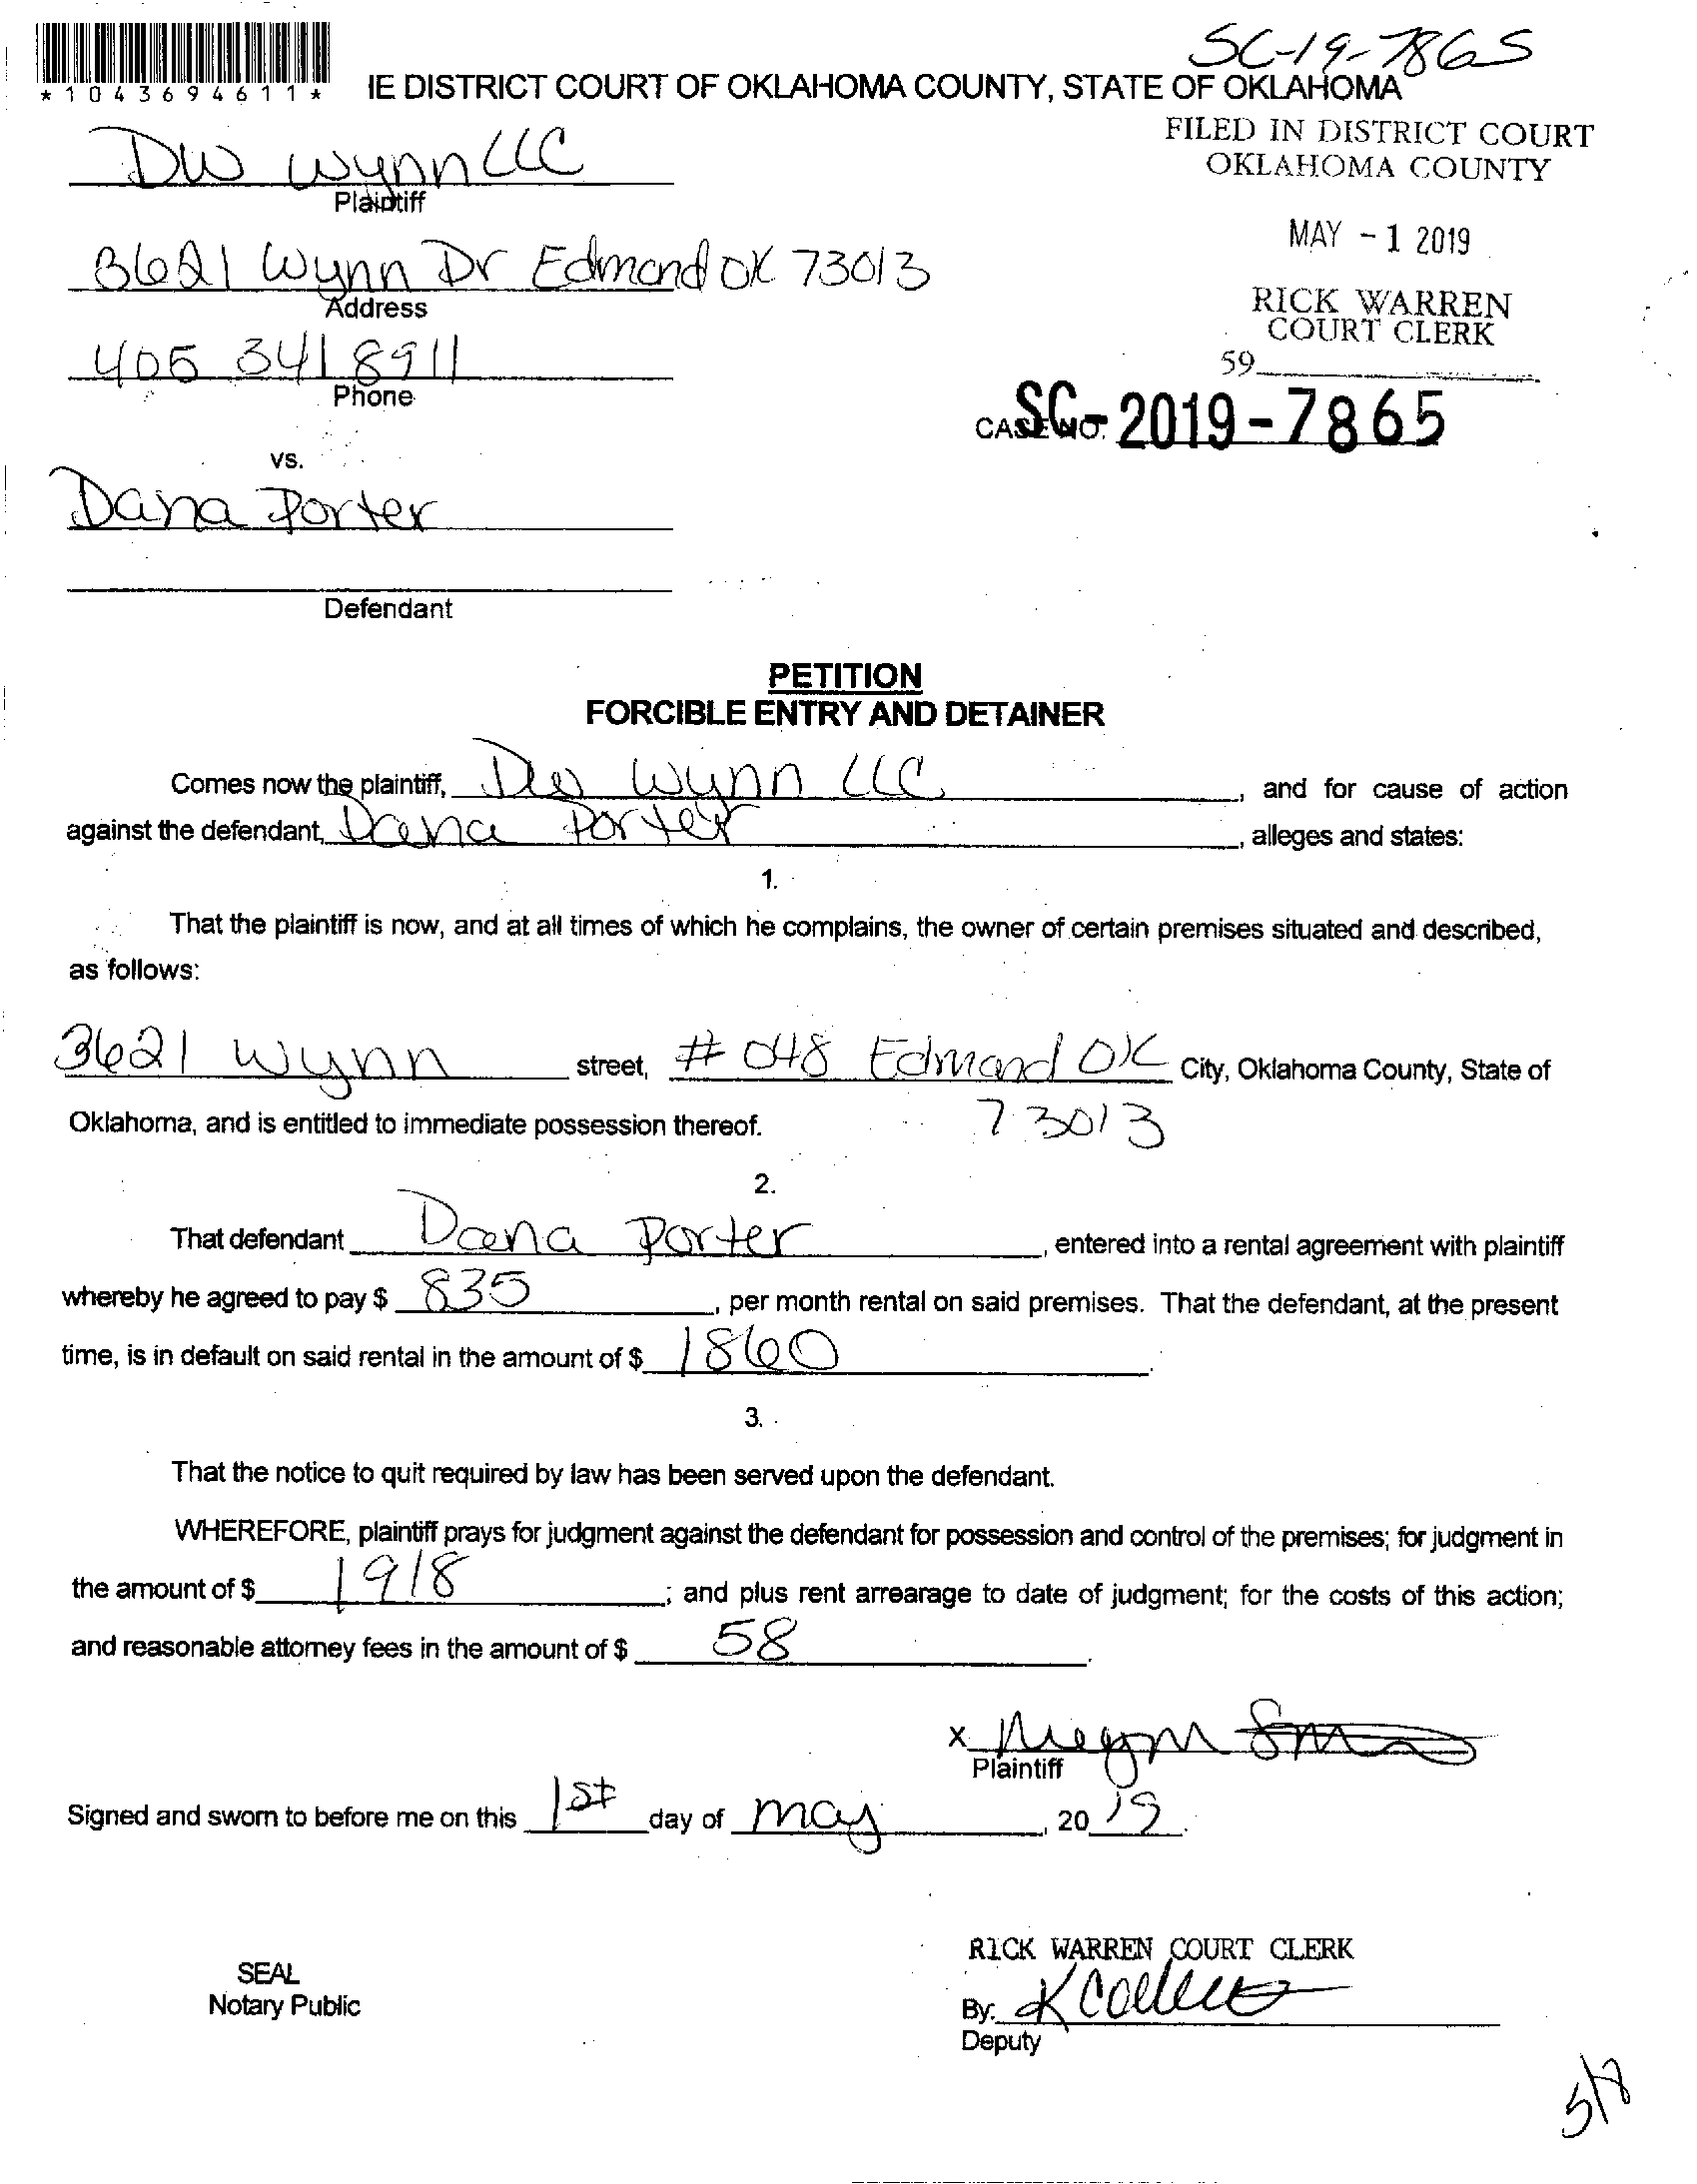 SC-19-7865
*1043694611*
IE DISTRICT COURT OF OKLAHOMA COUNTY, STATE OF OKLAHOMA
FILED IN DISTRICT COURT
OKLAHOMA COUNTY
DW Wynn LLC
Plaintiff
MAY - 1 2019
3621 Wynn Dr Edmond OK 73013
Address
RICK WARREN
COURT CLERK
405 341 8911
Phone
59
CASE NO. SC-2019-7865
vs.
Dana Porter
Defendant
PETITION
FORCIBLE ENTRY AND DETAINER
Comes now the plaintiff, DW Wynn LLC, and for cause of action
against the defendant, Dana Porter, alleges and states:
1.
That the plaintiff is now, and at all times of which he complains, the owner of certain premises situated and described,
as follows:
3621 Wynn street, # 048 Edmond OK City, Oklahoma County, State of
Oklahoma, and is entitled to immediate possession thereof. 73013
2.
That defendant Dana Porter, entered into a rental agreement with plaintiff
whereby he agreed to pay $ 835, per month rental on said premises. That the defendant, at the present
time, is in default on said rental in the amount of $ 1860.
3.
That the notice to quit required by law has been served upon the defendant.
WHEREFORE, plaintiff prays for judgment against the defendant for possession and control of the premises; for judgment in
the amount of $ 1918; and plus rent arrearage to date of judgment; for the costs of this action;
and reasonable attorney fees in the amount of $ 58.
X
Plaintiff
Signed and sworn to before me on this 1st day of may, 20 19.
RICK WARREN COURT CLERK
SEAL
Notary Public
By:
Deputy